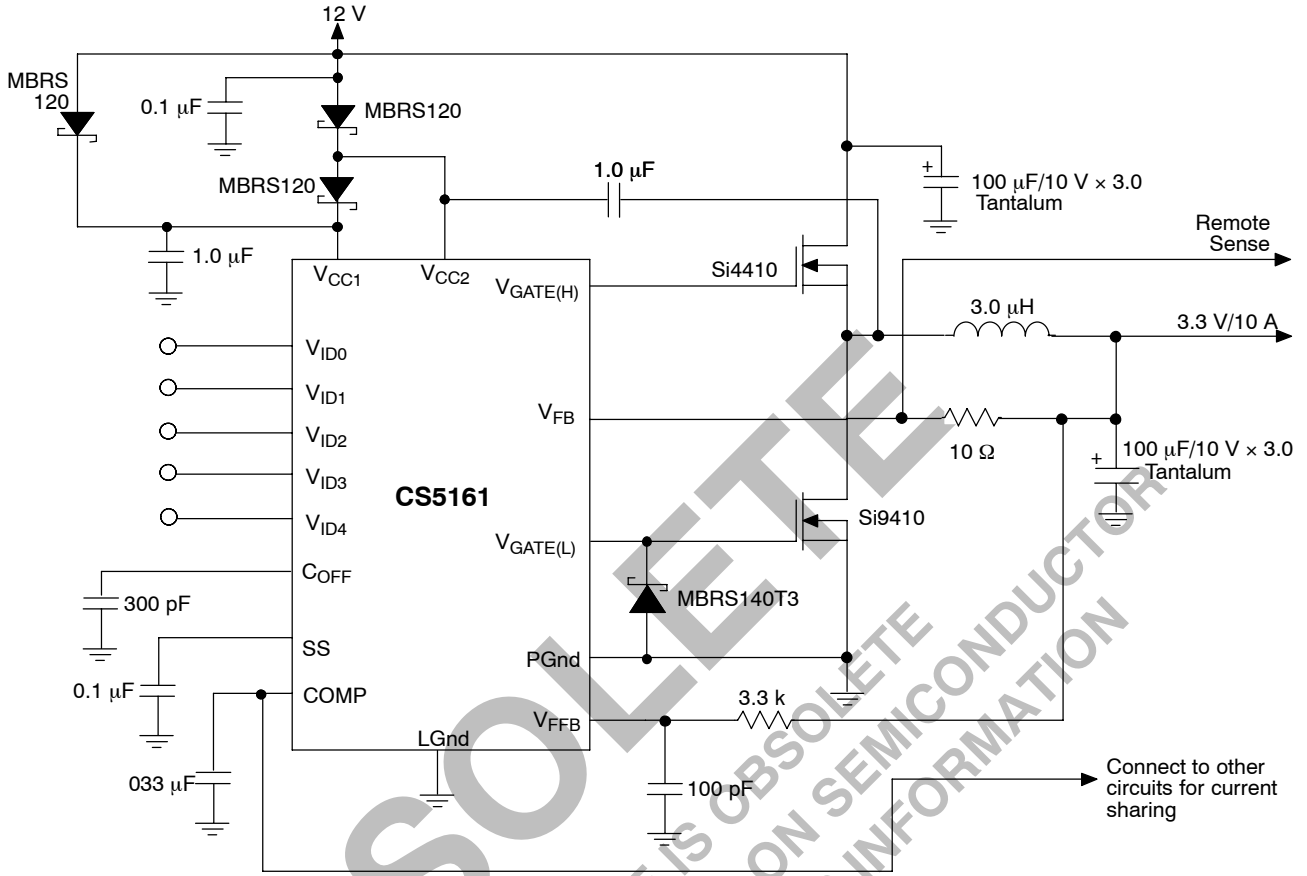 12 V
MBRS
120
0.1 μF
MBRS120
MBRS120
1.0 μF
1.0 μF
+
100 μF/10 V × 3.0
Tantalum
Remote
Sense
VCC1
VCC2
VGATE(H)
Si4410
3.0 μH
3.3 V/10 A
VID0
VID1
VID2
VID3
VID4
VFB
10 Ω
+
100 μF/10 V × 3.0
Tantalum
CS5161
VGATE(L)
Si9410
COFF
300 pF
MBRS140T3
SS
PGnd
0.1 μF
COMP
3.3 k
VFFB
LGnd
033 μF
100 pF
Connect to other
circuits for current
sharing
SOLETE
E IS OBSOLETE
ON SEMICONDUCTOR
INFORMATION